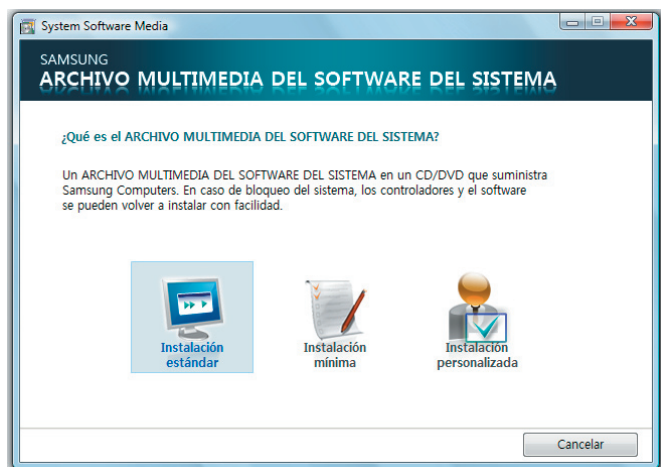 System Software Media
SAMSUNG
ARCHIVO MULTIMEDIA DEL SOFTWARE DEL SISTEMA
¿Qué es el ARCHIVO MULTIMEDIA DEL SOFTWARE DEL SISTEMA?
Un ARCHIVO MULTIMEDIA DEL SOFTWARE DEL SISTEMA en un CD/DVD que suministra
Samsung Computers. En caso de bloqueo del sistema, los controladores y el software
se pueden volver a instalar con facilidad.
Instalación
estándar
Instalación
mínima
Instalación
personalizada
Cancelar